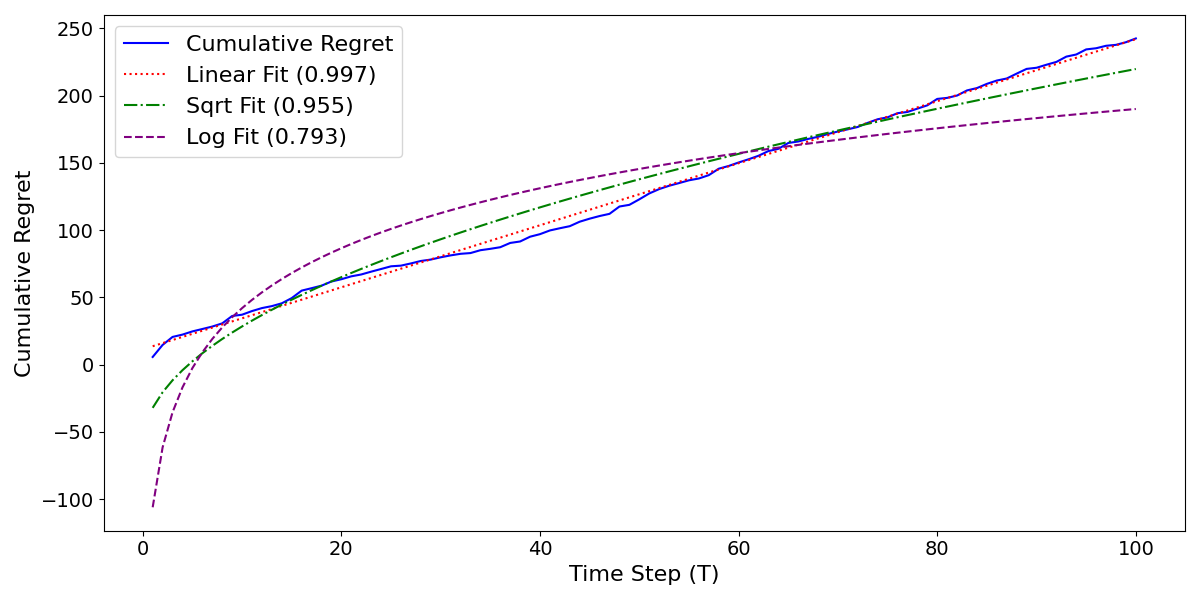 Cumulative Regret
Linear Fit (0.997)
Sqrt Fit (0.955)
Log Fit (0.793)
250
200
150
100
50
0
−50
−100
Cumulative Regret
0 20 40 60 80 100
Time Step (T)